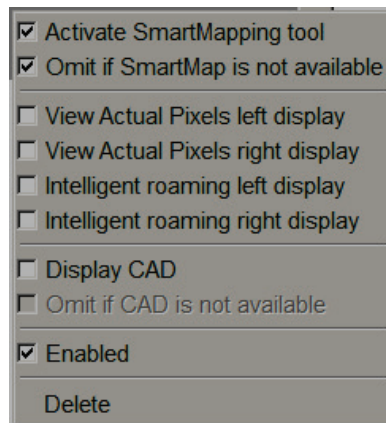 Activate SmartMapping tool
Omit if SmartMap is not available
View Actual Pixels left display
View Actual Pixels right display
Intelligent roaming left display
Intelligent roaming right display
Display CAD
Omit if CAD is not available
Enabled
Delete